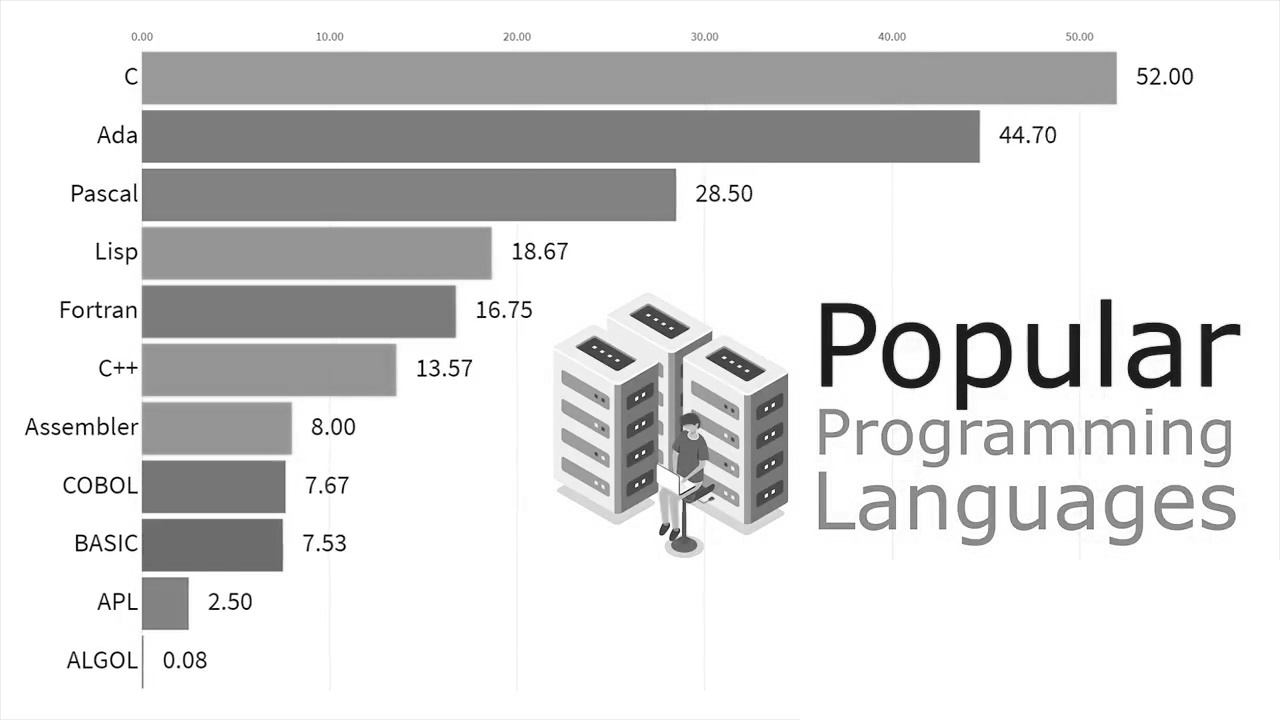 0.00 10.00 20.00 30.00 40.00 50.00
C 52.00
Ada 44.70
Pascal 28.50
Lisp 18.67
Fortran 16.75
C++ 13.57
Assembler 8.00
COBOL 7.67
BASIC 7.53
APL 2.50
ALGOL 0.08
Popular
Programming
Languages